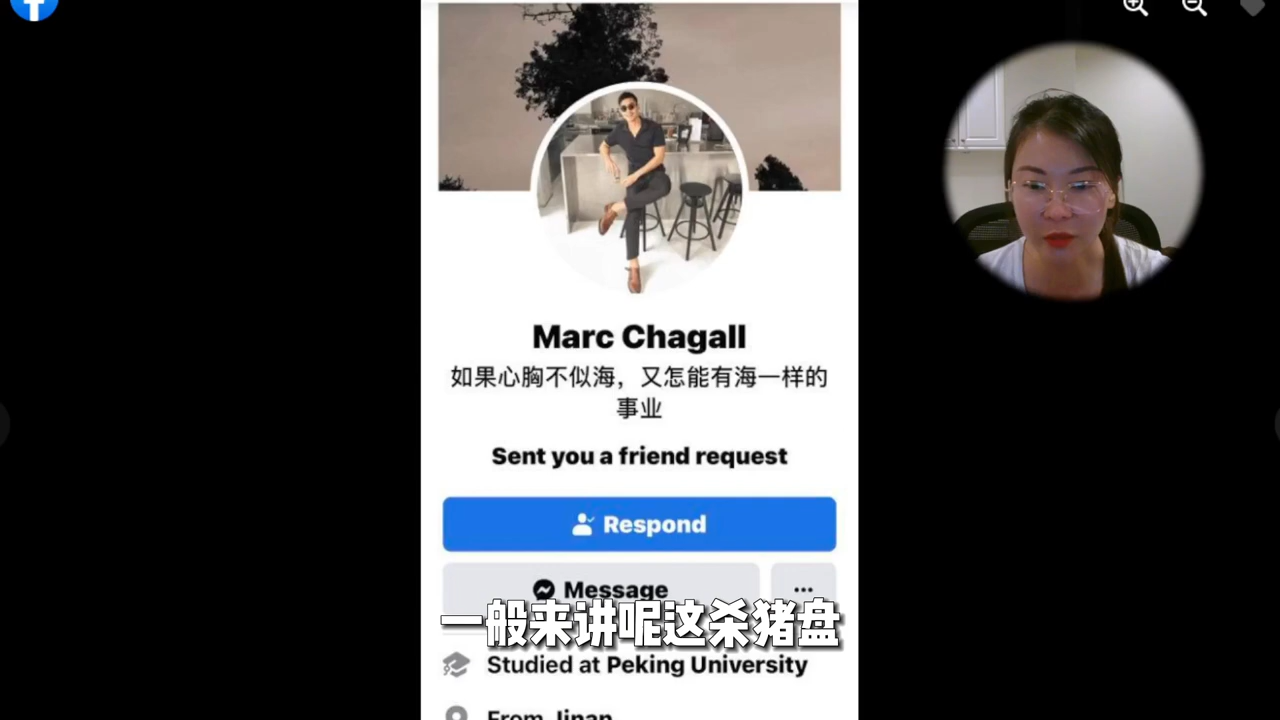 Marc Chagall
如果心胸不似海，又怎能有海一样的
事业
Sent you a friend request
Respond
Message
一般来讲呢这杀猪盘
Studied at Peking University
From Jinan